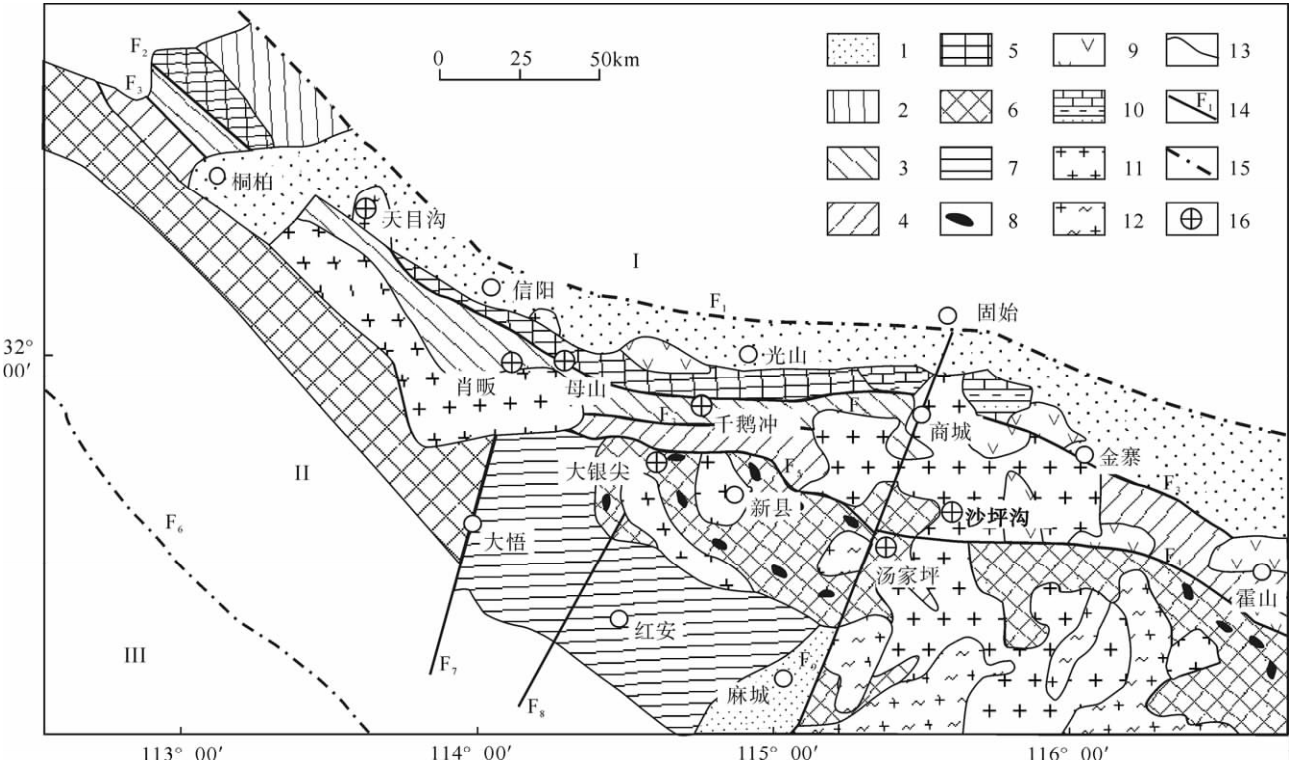 0 25 50km
1 5 9 13
2 6 10 F₁ 14
3 7 11 15
4 8 12 16
F₂
F₃
桐柏
天目沟
I
信阳
F₁
固始
光山
32°
00′
肖畈
母山
千鹅冲
商城
金寨
F₂
II
大银尖
新县
沙坪沟
F₆
大悟
汤家坪
霍山
红安
III
F₇
麻城
F₈
113° 00′ 114° 00′ 115° 00′ 116° 00′